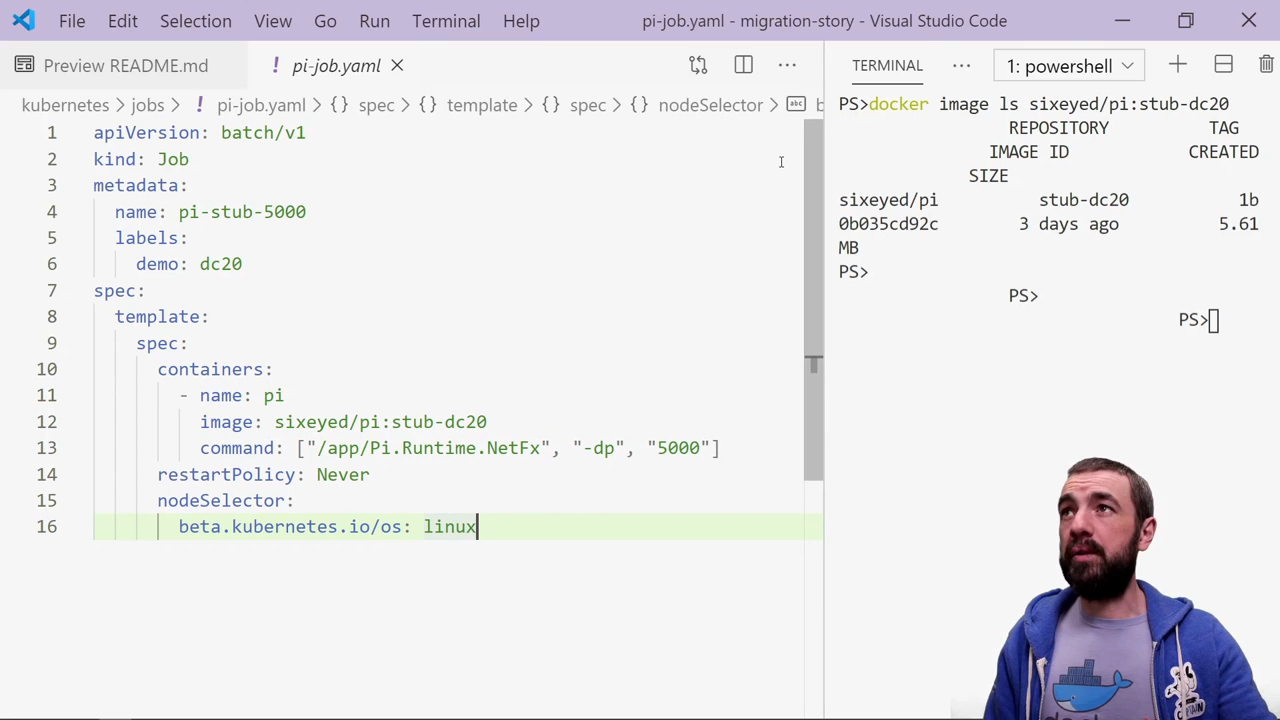 File Edit Selection View Go Run Terminal Help pi-job.yaml - migration-story - Visual Studio Code
Preview README.md ! pi-job.yaml
kubernetes > jobs > ! pi-job.yaml > {} spec > {} template > {} spec > {} nodeSelector > abc b
1 apiVersion: batch/v1
2 kind: Job
3 metadata:
4 name: pi-stub-5000
5 labels:
6 demo: dc20
7 spec:
8 template:
9 spec:
10 containers:
11 - name: pi
12 image: sixeyed/pi:stub-dc20
13 command: ["/app/Pi.Runtime.NetFx", "-dp", "5000"]
14 restartPolicy: Never
15 nodeSelector:
16 beta.kubernetes.io/os: linux
TERMINAL ... 1: powershell
PS>docker image ls sixeyed/pi:stub-dc20
REPOSITORY TAG
IMAGE ID CREATED
SIZE
sixeyed/pi stub-dc20 1b
0b035cd92c 3 days ago 5.61
MB
PS>
PS>
PS>